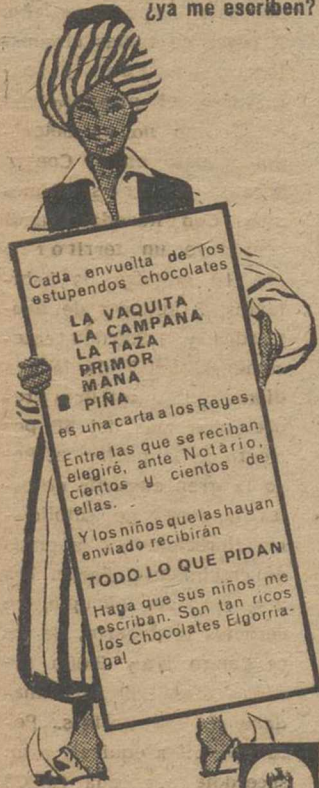 ¿ya me escriben?
Cada envuelta de los
estupendos chocolates
LA VAQUITA
LA CAMPANA
LA TAZA
PRIMOR
MANA
PIÑA
es una carta a los Reyes.
Entre las que se reciban
elegiré, ante Notario,
cientos y cientos de
ellas.
Y los niños que las hayan
enviado recibirán
TODO LO QUE PIDAN
Haga que sus niños me
escriban. Son tan ricos
los Chocolates Elgorria-
ga!